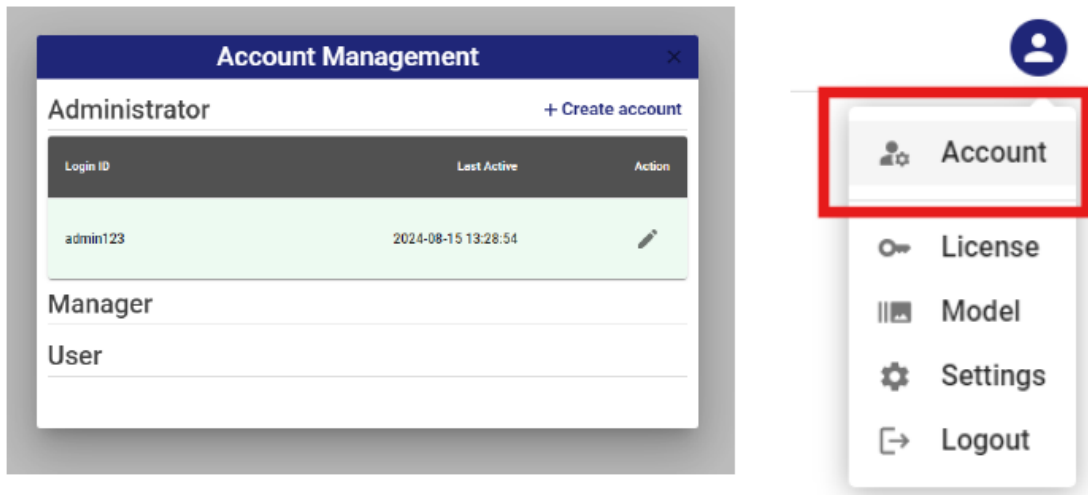 Account Management
Administrator
+ Create account
Login ID Last Active Action
admin123 2024-08-15 13:28:54
Manager
User
Account
License
Model
Settings
Logout